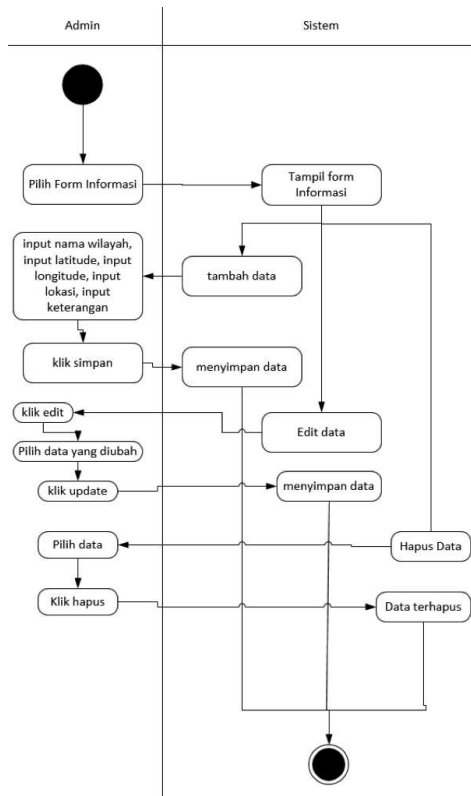 Admin
Sistem
Pilih Form Informasi
Tampil form
Informasi
input nama wilayah,
input latitude, input
longitude, input
lokasi, input
keterangan
tambah data
klik simpan
menyimpan data
klik edit
Edit data
Pilih data yang diubah
klik update
menyimpan data
Pilih data
Hapus Data
Klik hapus
Data terhapus